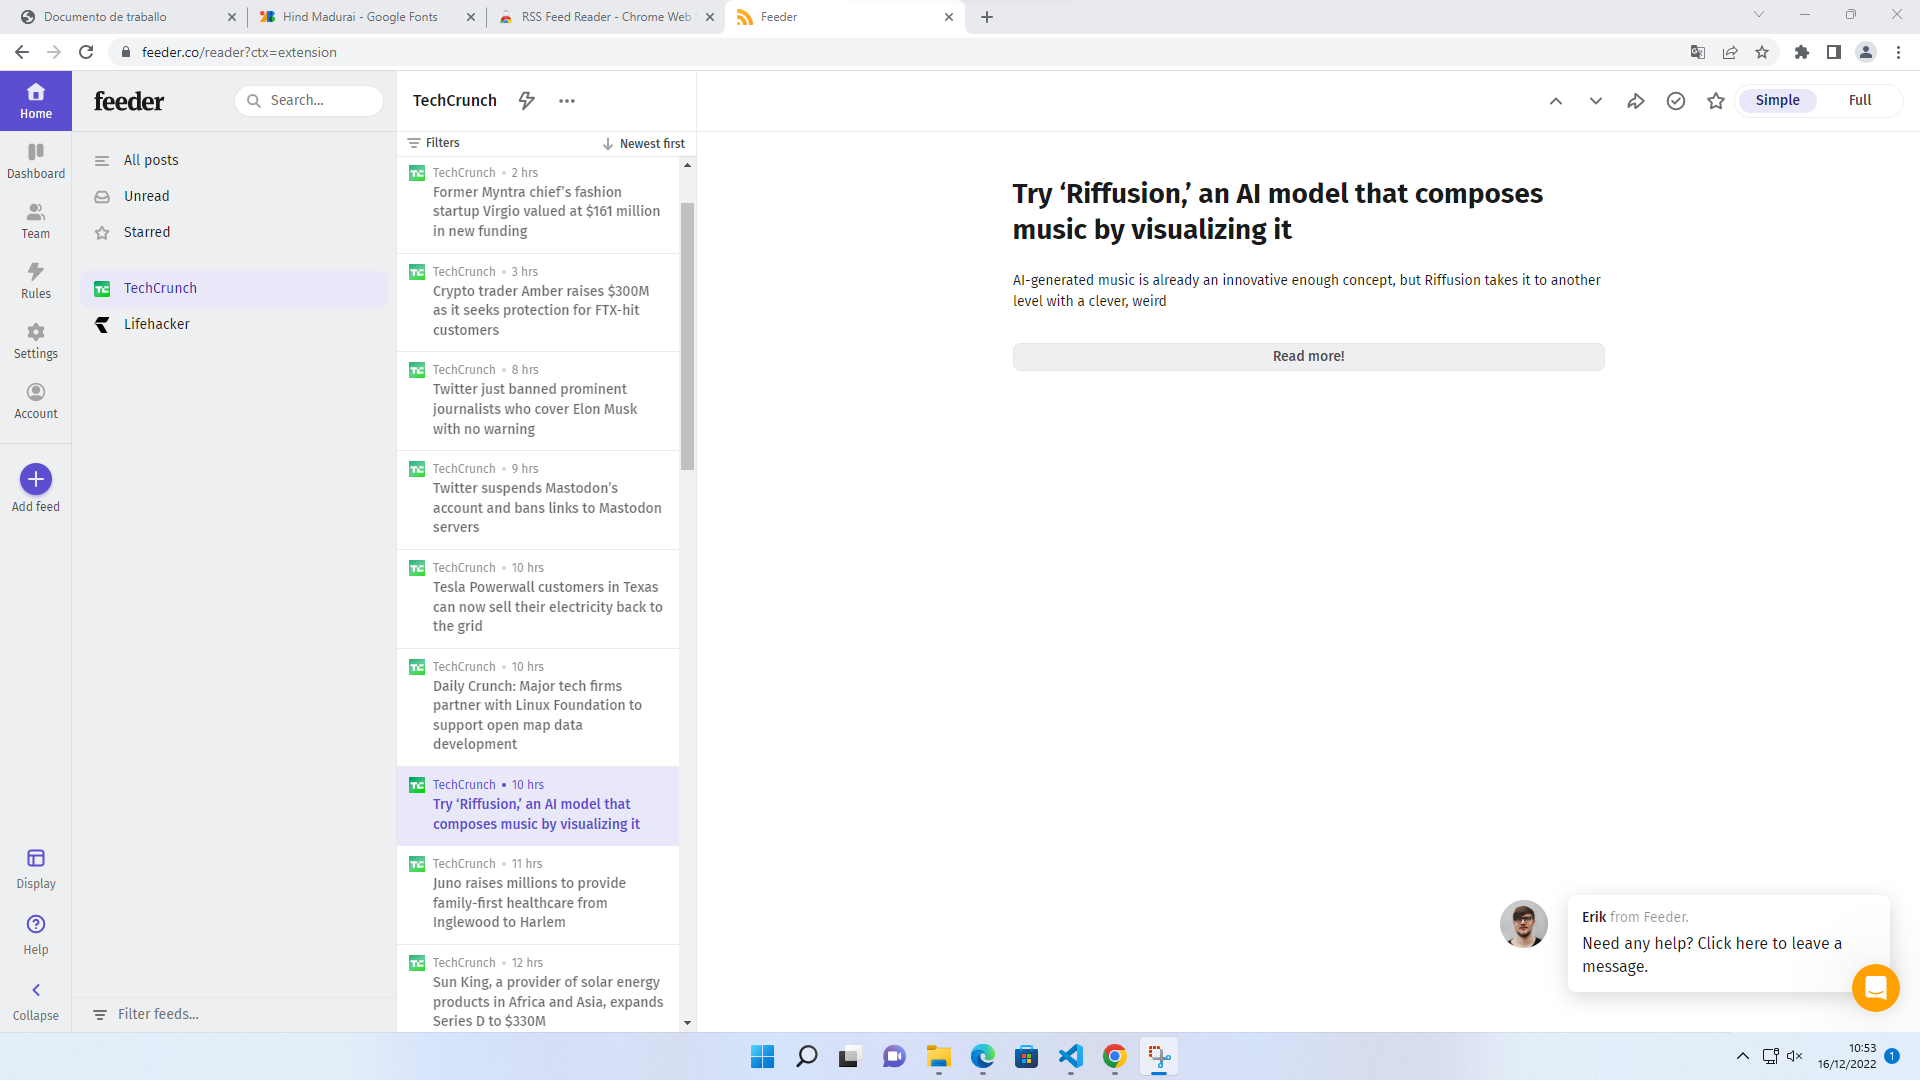 Documento de traballo
Hind Madurai - Google Fonts
RSS Feed Reader - Chrome Web
Feeder
feeder.co/reader?ctx=extension
Home
Dashboard
Team
Rules
Settings
Account
Add feed
Display
Help
Collapse
feeder
Search...
All posts
Unread
Starred
TechCrunch
Lifehacker
Filter feeds...
TechCrunch
Filters
Newest first
TechCrunch • 2 hrs
Former Myntra chief’s fashion
startup Virgio valued at $161 million
in new funding
TechCrunch • 3 hrs
Crypto trader Amber raises $300M
as it seeks protection for FTX-hit
customers
TechCrunch • 8 hrs
Twitter just banned prominent
journalists who cover Elon Musk
with no warning
TechCrunch • 9 hrs
Twitter suspends Mastodon’s
account and bans links to Mastodon
servers
TechCrunch • 10 hrs
Tesla Powerwall customers in Texas
can now sell their electricity back to
the grid
TechCrunch • 10 hrs
Daily Crunch: Major tech firms
partner with Linux Foundation to
support open map data
development
TechCrunch • 10 hrs
Try ‘Riffusion,’ an AI model that
composes music by visualizing it
TechCrunch • 11 hrs
Juno raises millions to provide
family-first healthcare from
Inglewood to Harlem
TechCrunch • 12 hrs
Sun King, a provider of solar energy
products in Africa and Asia, expands
Series D to $330M
Simple
Full
Try ‘Riffusion,’ an AI model that composes
music by visualizing it
AI-generated music is already an innovative enough concept, but Riffusion takes it to another
level with a clever, weird
Read more!
Erik from Feeder.
Need any help? Click here to leave a
message.
10:53
16/12/2022
1